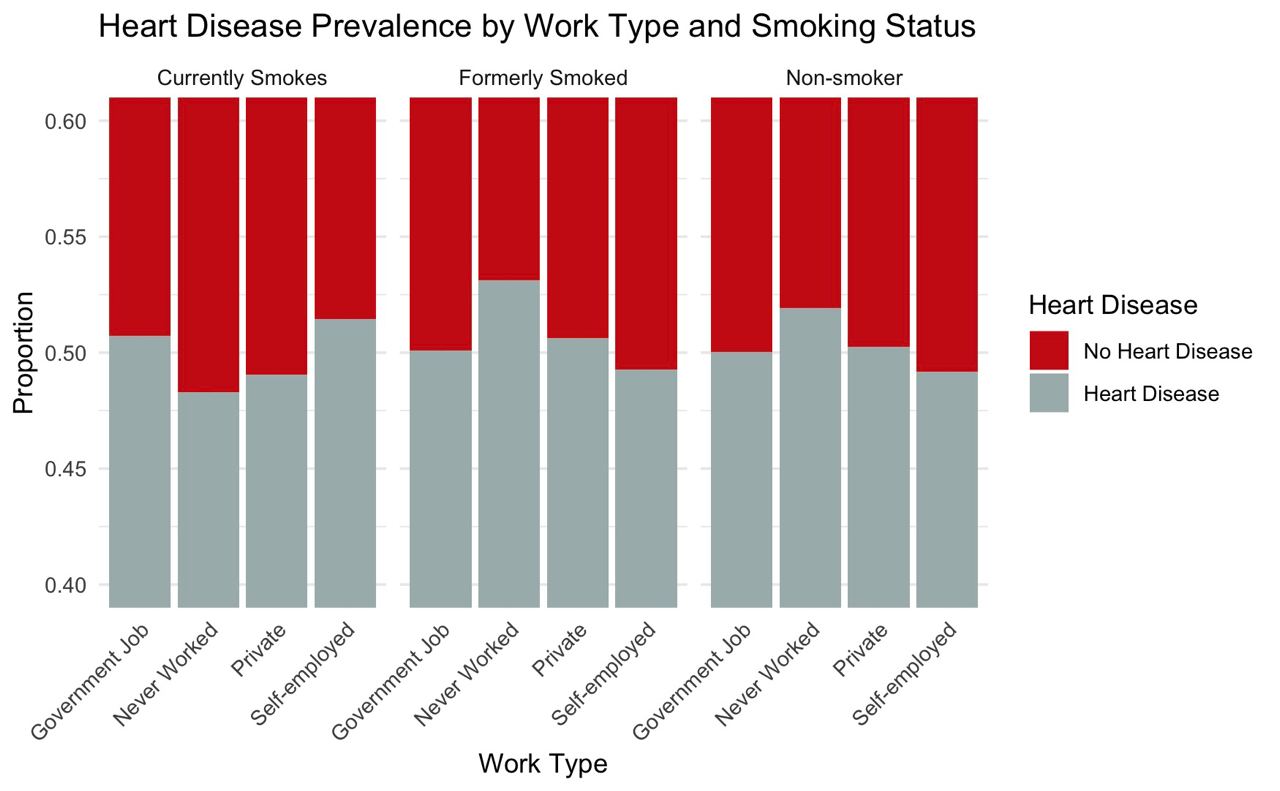 Heart Disease Prevalence by Work Type and Smoking Status
Currently Smokes
Formerly Smoked
Non-smoker
0.60
0.55
0.50
0.45
0.40
Proportion
Government Job
Never Worked
Private
Self-employed
Government Job
Never Worked
Private
Self-employed
Government Job
Never Worked
Private
Self-employed
Work Type
Heart Disease
No Heart Disease
Heart Disease